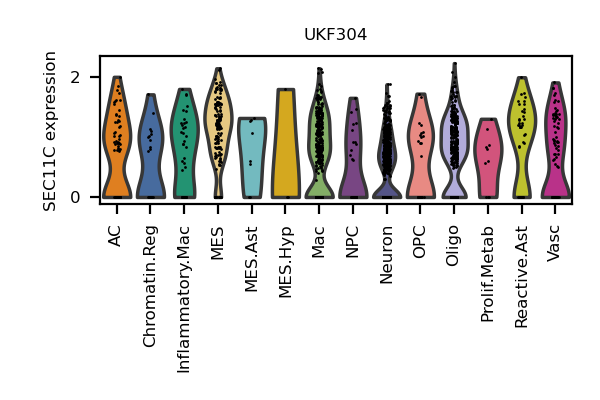 UKF304
SEC11C expression
2
0
AC
Chromatin.Reg
Inflammatory.Mac
MES
MES.Ast
MES.Hyp
Mac
NPC
Neuron
OPC
Oligo
Prolif.Metab
Reactive.Ast
Vasc